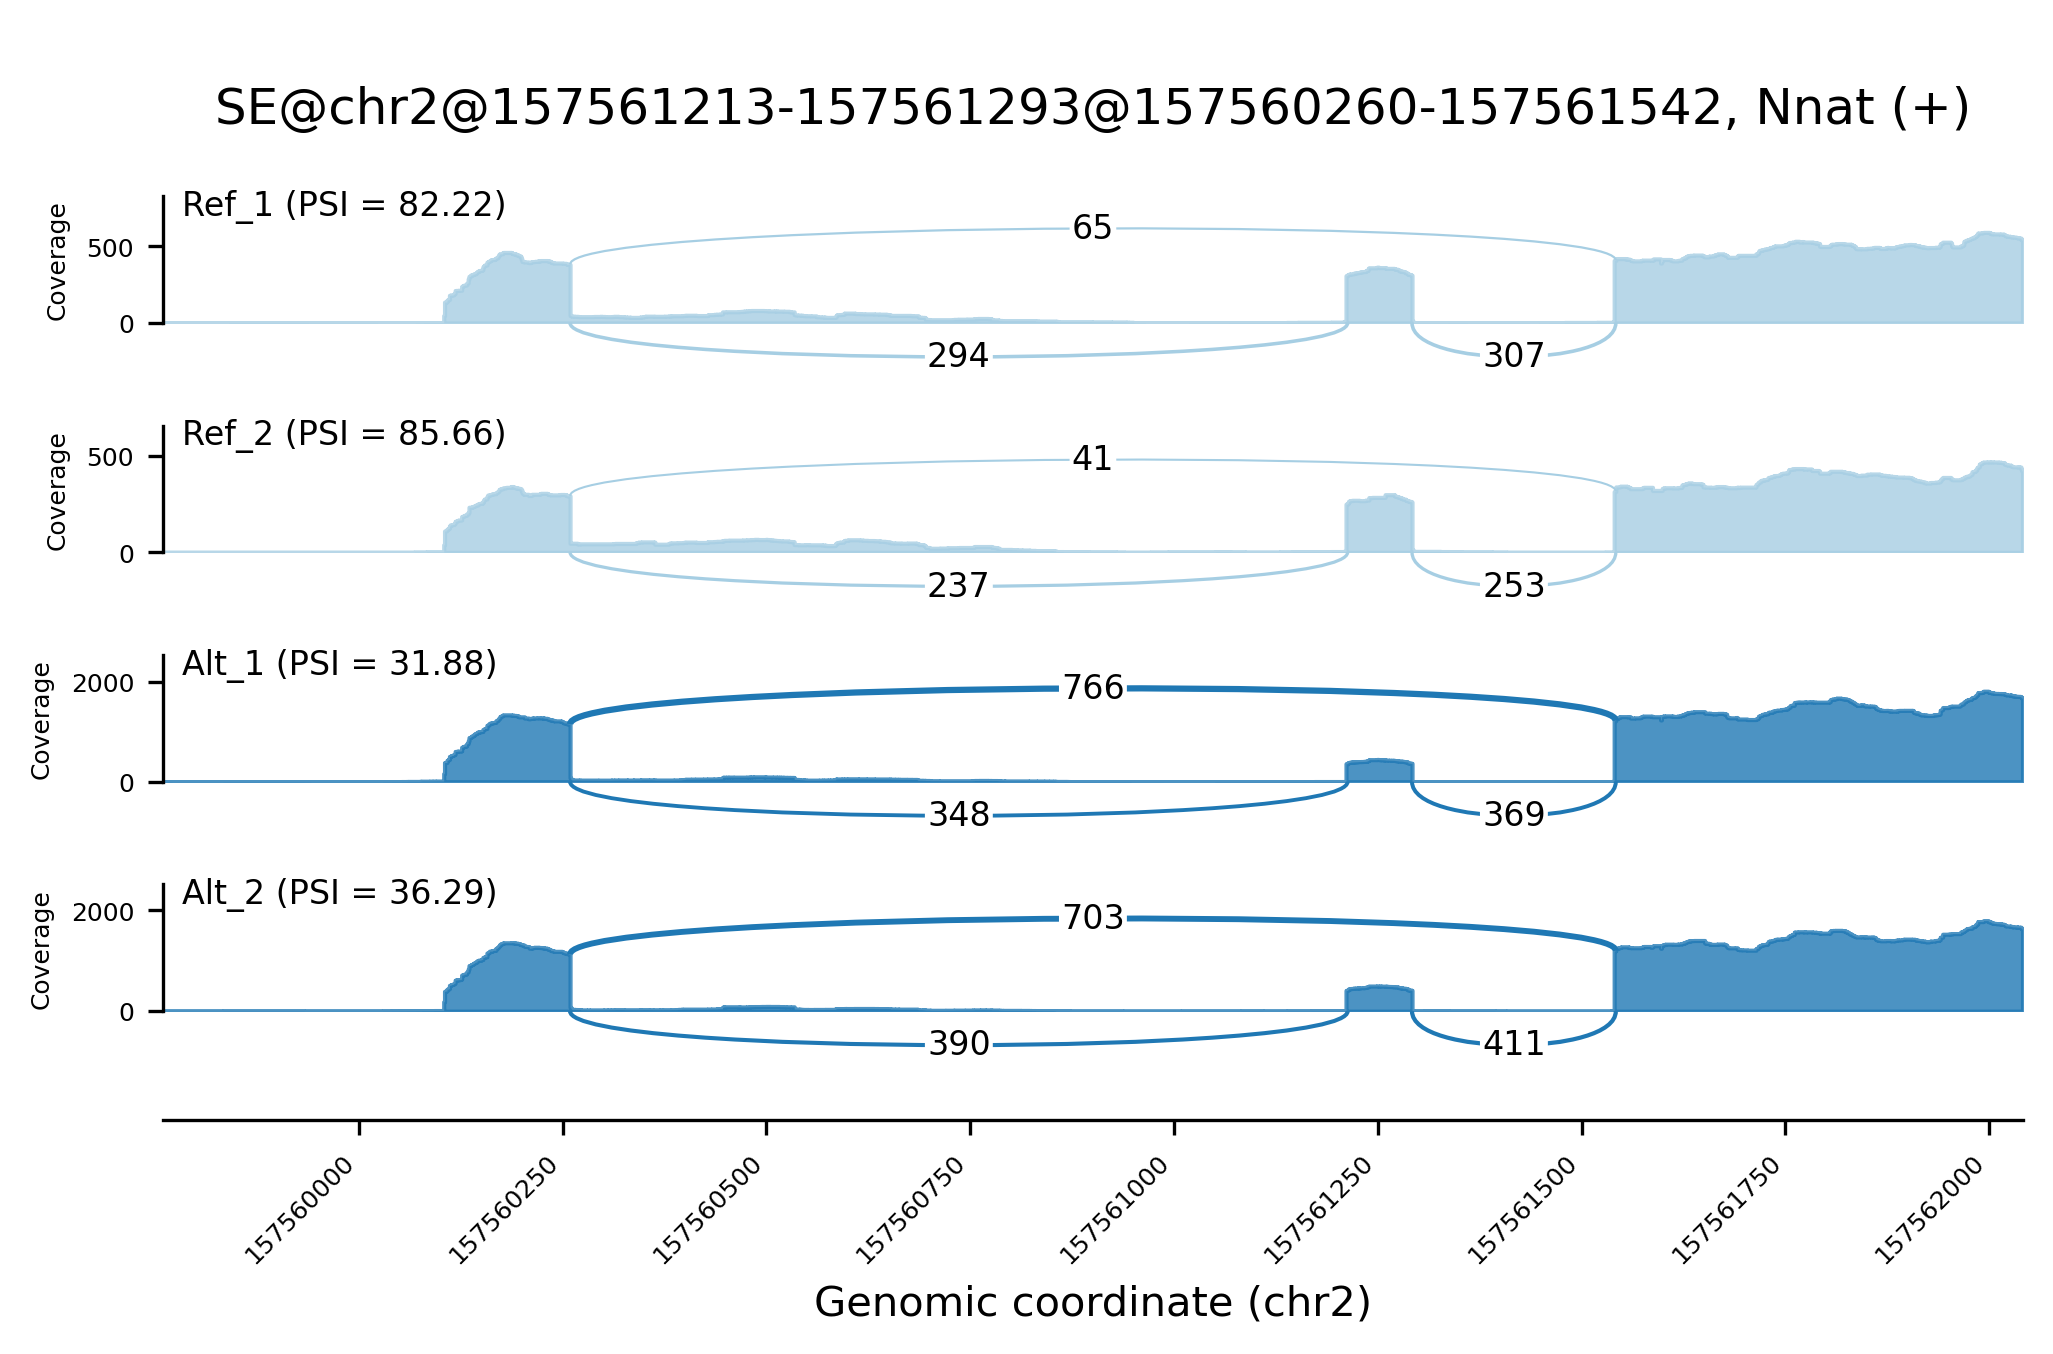 SE@chr2@157561213-157561293@157560260-157561542, Nnat (+)
Ref_1 (PSI = 82.22)
Coverage
500
0
65
294
307
Ref_2 (PSI = 85.66)
Coverage
500
0
41
237
253
Alt_1 (PSI = 31.88)
Coverage
2000
0
766
348
369
Alt_2 (PSI = 36.29)
Coverage
2000
0
703
390
411
157560000
157560250
157560500
157560750
157561000
157561250
157561500
157561750
157562000
Genomic coordinate (chr2)